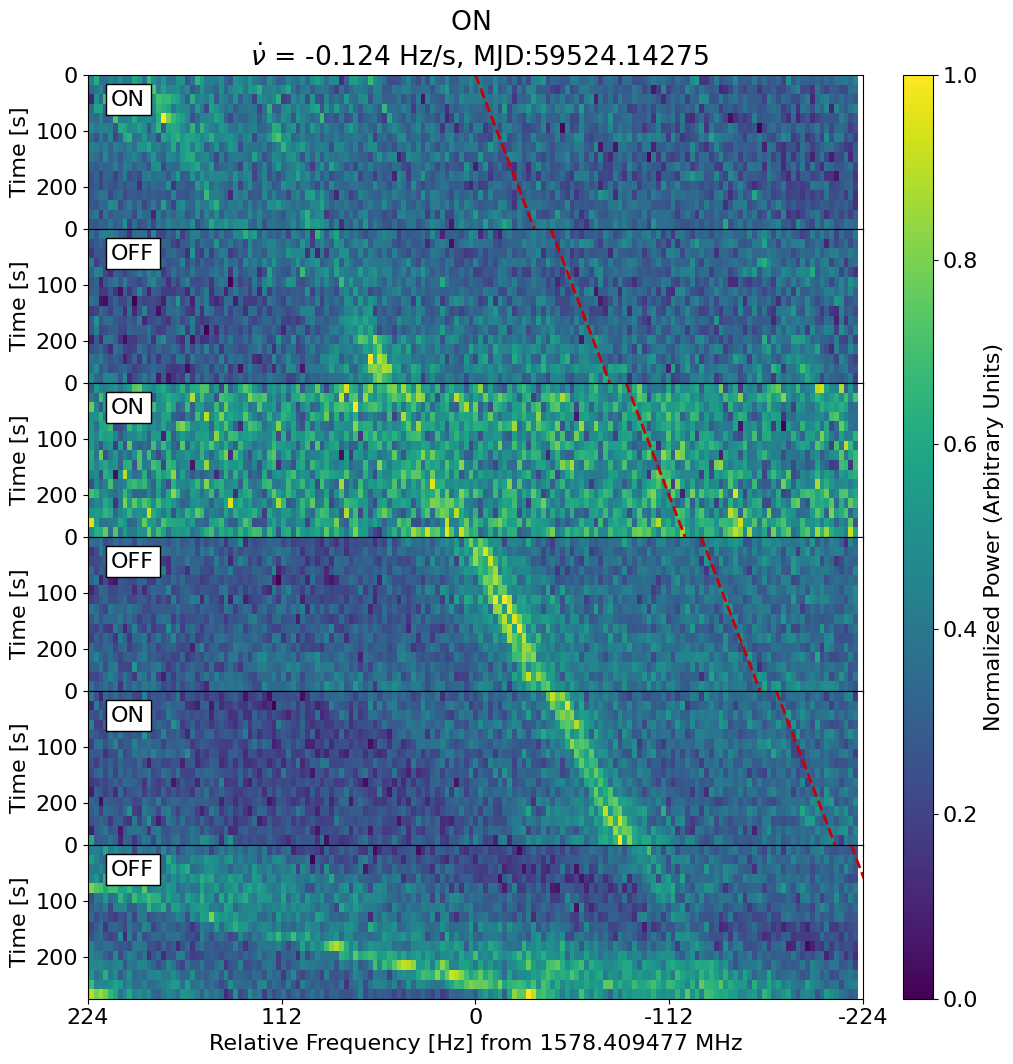 ON
ν̇ = -0.124 Hz/s, MJD:59524.14275
0
100
200
Time [s]
ON
0
100
200
Time [s]
OFF
0
100
200
Time [s]
ON
0
100
200
Time [s]
OFF
0
100
200
Time [s]
ON
0
100
200
Time [s]
OFF
224 112 0 -112 -224
Relative Frequency [Hz] from 1578.409477 MHz
1.0
0.8
0.6
0.4
0.2
0.0
Normalized Power (Arbitrary Units)